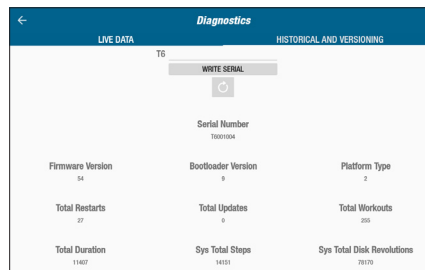 Diagnostics
LIVE DATA HISTORICAL AND VERSIONING
T6
WRITE SERIAL
Serial Number
T6001004
Firmware Version Bootloader Version Platform Type
54 9 2
Total Restarts Total Updates Total Workouts
27 0 255
Total Duration Sys Total Steps Sys Total Disk Revolutions
11407 14151 78170